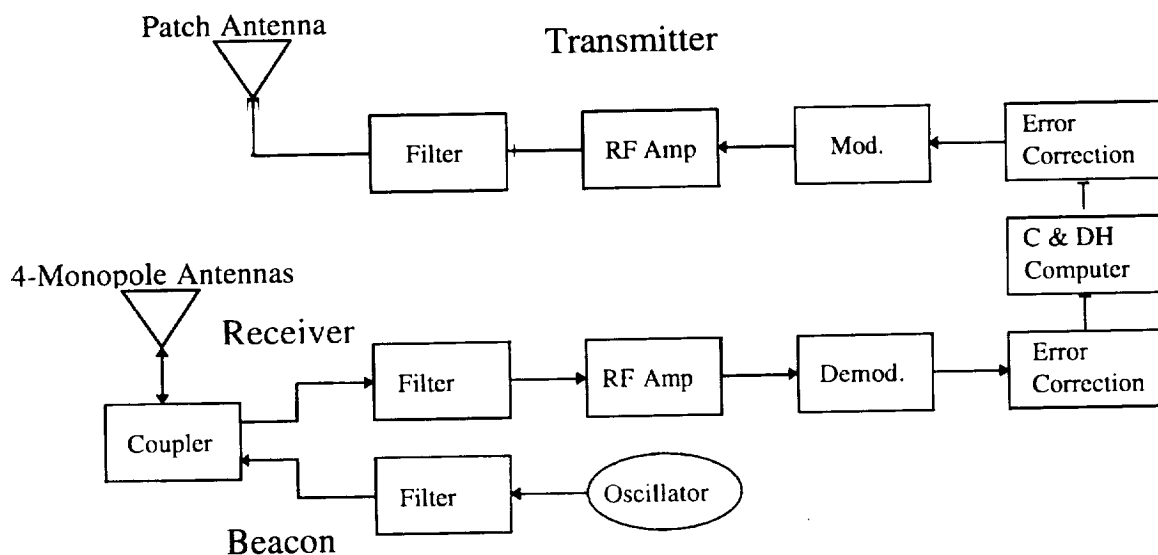 Patch Antenna
Transmitter
Filter
RF Amp
Mod.
Error
Correction
C & DH
Computer
4-Monopole Antennas
Receiver
Filter
RF Amp
Demod.
Error
Correction
Coupler
Filter
Oscillator
Beacon